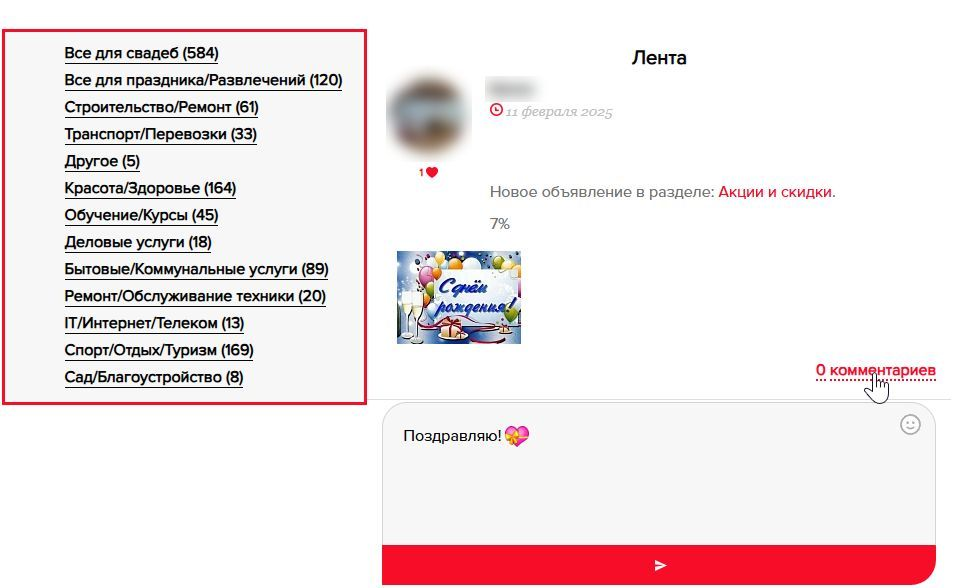 Все для свадеб (584)
Все для праздника/Развлечений (120)
Строительство/Ремонт (61)
Транспорт/Перевозки (33)
Другое (5)
Красота/Здоровье (164)
Обучение/Курсы (45)
Деловые услуги (18)
Бытовые/Коммунальные услуги (89)
Ремонт/Обслуживание техники (20)
IT/Интернет/Телеком (13)
Спорт/Отдых/Туризм (169)
Сад/Благоустройство (8)
Лента
11 февраля 2025
1
Новое объявление в разделе: Акции и скидки.
7%
С днём
рождения!
0 комментариев
Поздравляю!